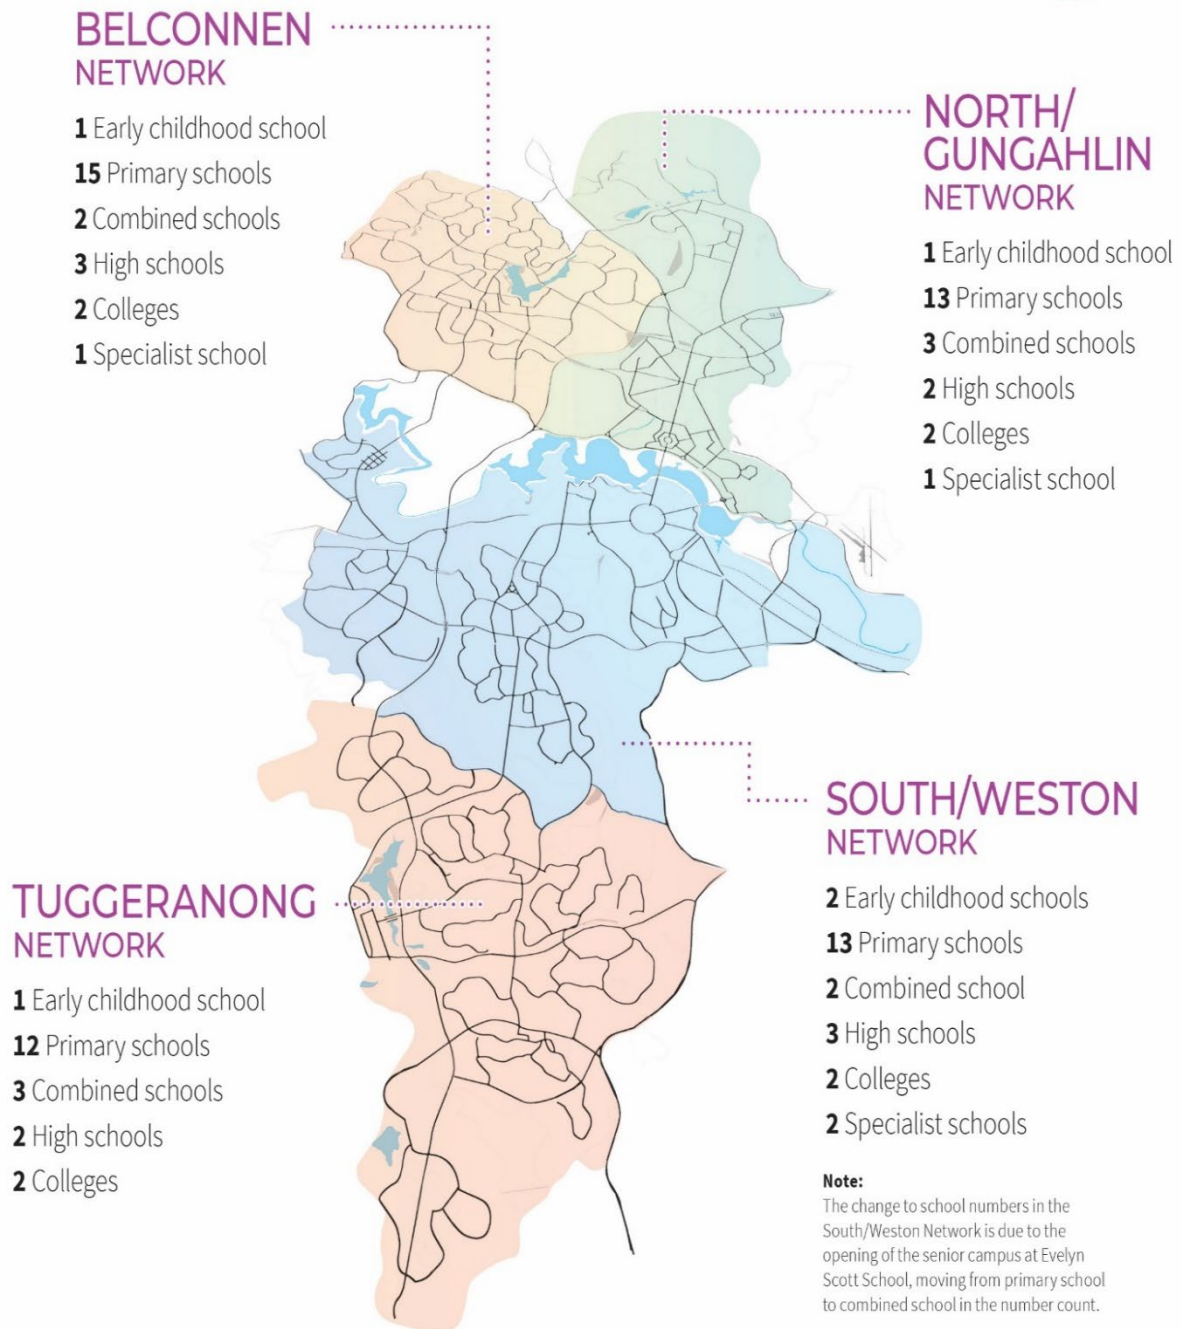 BELCONNEN
NETWORK
1 Early childhood school
15 Primary schools
2 Combined schools
3 High schools
2 Colleges
1 Specialist school
NORTH/
GUNGAHLIN
NETWORK
1 Early childhood school
13 Primary schools
3 Combined schools
2 High schools
2 Colleges
1 Specialist school
SOUTH/WESTON
NETWORK
2 Early childhood schools
13 Primary schools
2 Combined school
3 High schools
2 Colleges
2 Specialist schools
Note:
The change to school numbers in the
South/Weston Network is due to the
opening of the senior campus at Evelyn
Scott School, moving from primary school
to combined school in the number count.
TUGGERANONG
NETWORK
1 Early childhood school
12 Primary schools
3 Combined schools
2 High schools
2 Colleges